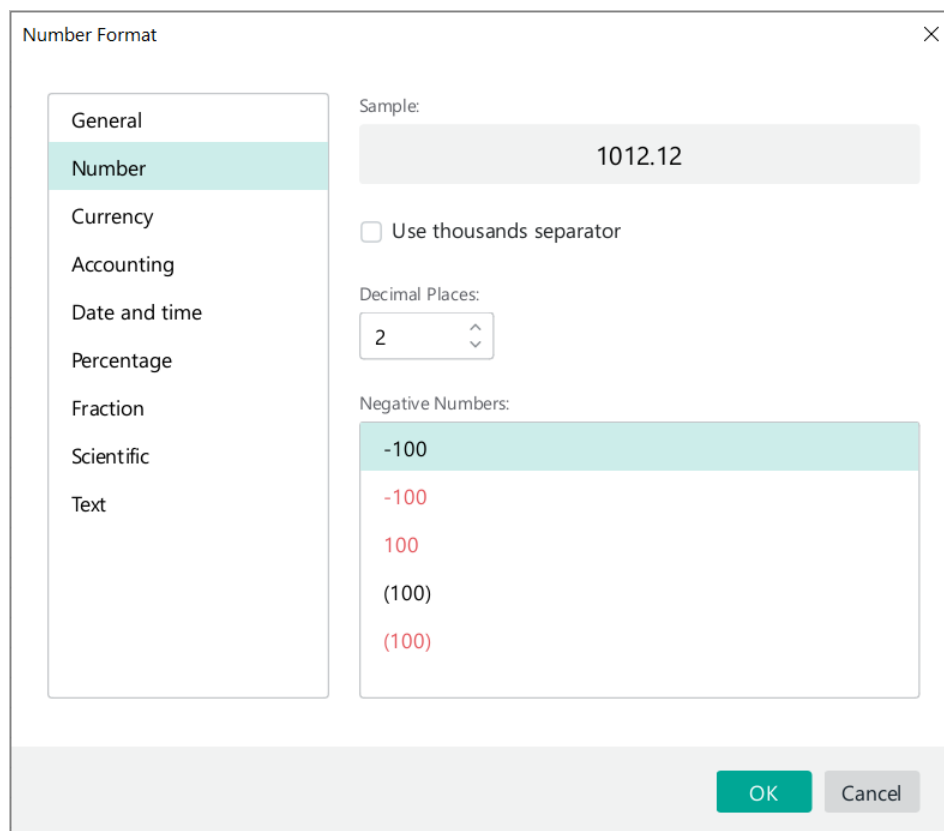 Number Format
General
Number
Currency
Accounting
Date and time
Percentage
Fraction
Scientific
Text
Sample:
1012.12
Use thousands separator
Decimal Places:
2
Negative Numbers:
-100
-100
100
(100)
(100)
OK
Cancel